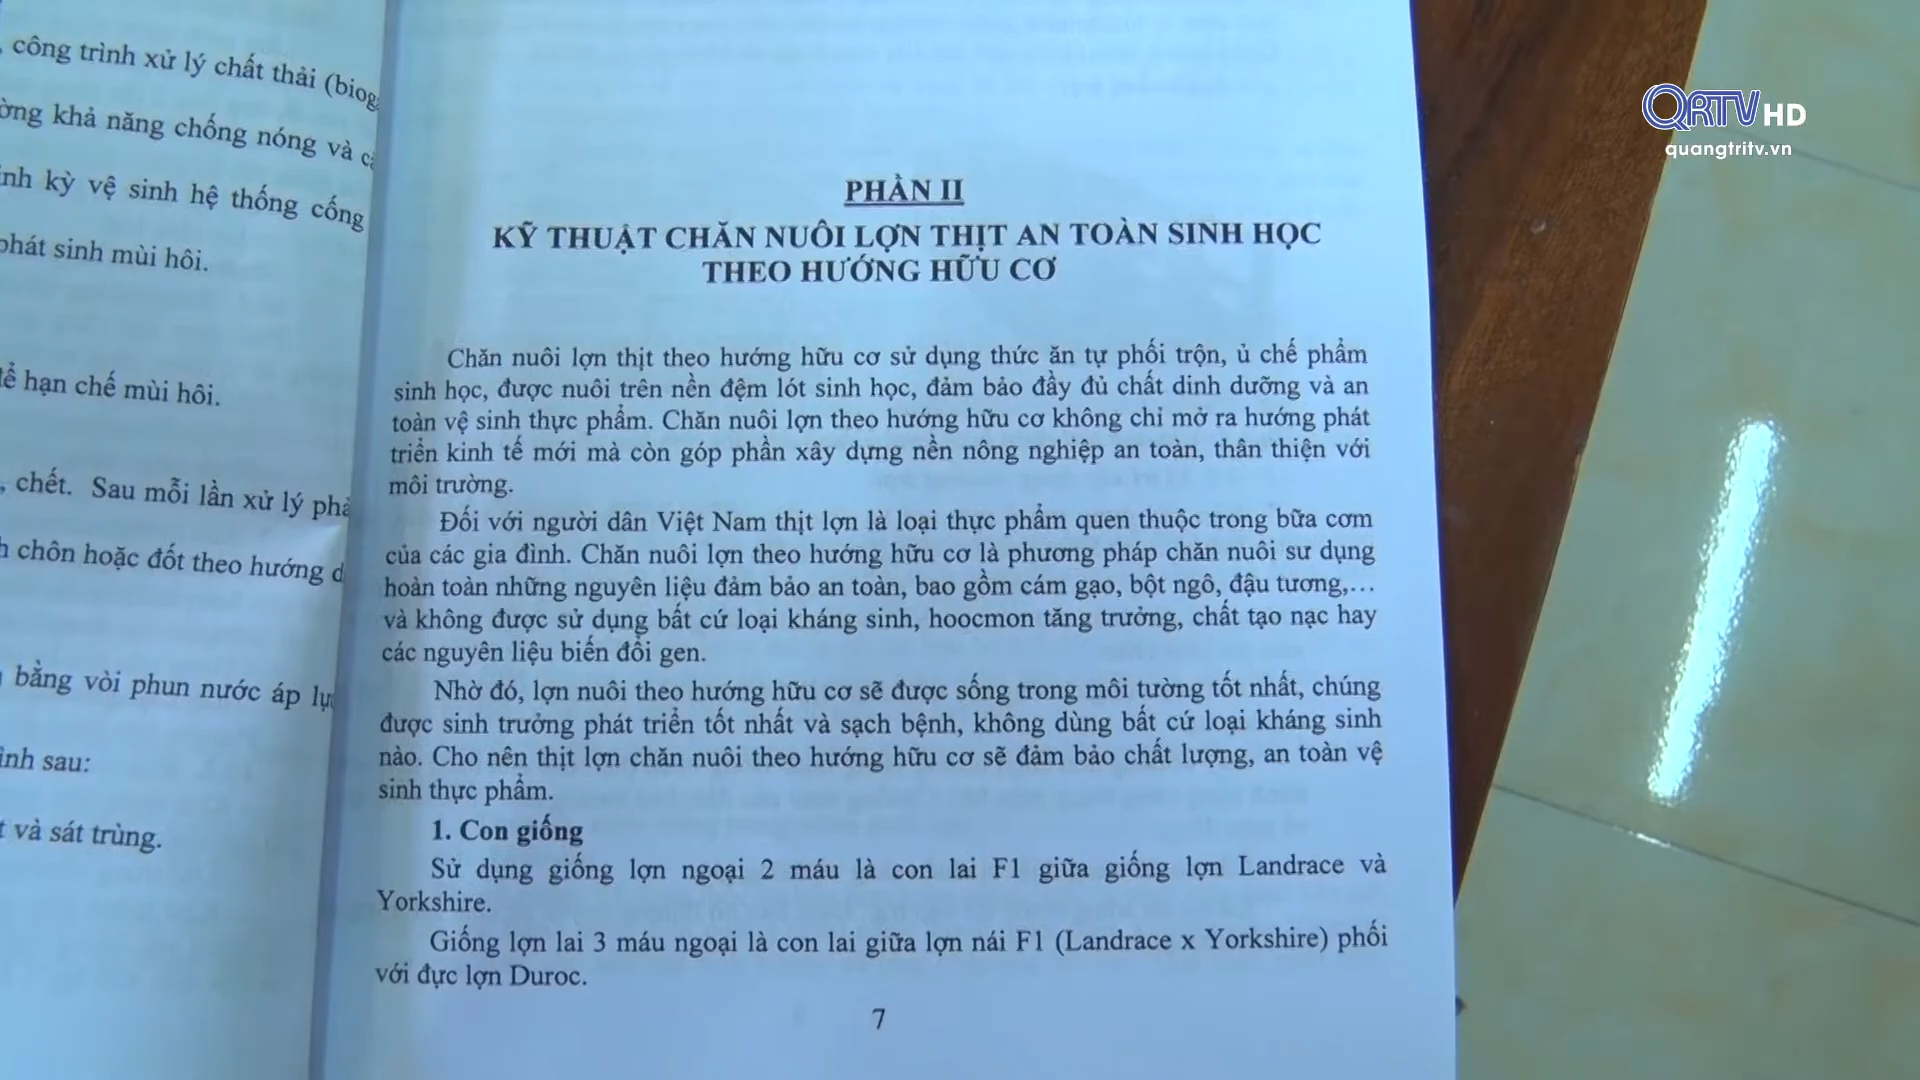 , công trình xử lý chất thải (biog
ờng khả năng chống nóng và
inh kỳ vệ sinh hệ thống cống
phát sinh mùi hôi.
để hạn chế mùi hôi.
, chết. Sau mỗi lần xử lý phả
h chôn hoặc đốt theo hướng d
bằng vòi phun nước áp lự
ình sau:
t và sát trùng.
PHẦN II
KỸ THUẬT CHĂN NUÔI LỢN THỊT AN TOÀN SINH HỌC
THEO HƯỚNG HỮU CƠ
Chăn nuôi lợn thịt theo hướng hữu cơ sử dụng thức ăn tự phối trộn, ủ chế phẩm
sinh học, được nuôi trên nền đệm lót sinh học, đảm bảo đầy đủ chất dinh dưỡng và an
toàn vệ sinh thực phẩm. Chăn nuôi lợn theo hướng hữu cơ không chỉ mở ra hướng phát
triển kinh tế mới mà còn góp phần xây dựng nền nông nghiệp an toàn, thân thiện với
môi trường.
Đối với người dân Việt Nam thịt lợn là loại thực phẩm quen thuộc trong bữa cơm
của các gia đình. Chăn nuôi lợn theo hướng hữu cơ là phương pháp chăn nuôi sư dụng
hoàn toàn những nguyên liệu đảm bảo an toàn, bao gồm cám gạo, bột ngô, đậu tương,...
và không được sử dụng bất cứ loại kháng sinh, hoocmon tăng trưởng, chất tạo nạc hay
các nguyên liệu biến đổi gen.
Nhờ đó, lợn nuôi theo hướng hữu cơ sẽ được sống trong môi tường tốt nhất, chúng
được sinh trưởng phát triển tốt nhất và sạch bệnh, không dùng bất cứ loại kháng sinh
nào. Cho nên thịt lợn chăn nuôi theo hướng hữu cơ sẽ đảm bảo chất lượng, an toàn vệ
sinh thực phẩm.
1. Con giống
Sử dụng giống lợn ngoại 2 máu là con lai F1 giữa giống lợn Landrace và
Yorkshire.
Giống lợn lai 3 máu ngoại là con lai giữa lợn nái F1 (Landrace x Yorkshire) phối
với đực lợn Duroc.
7
QRTV HD
quangtritv.vn